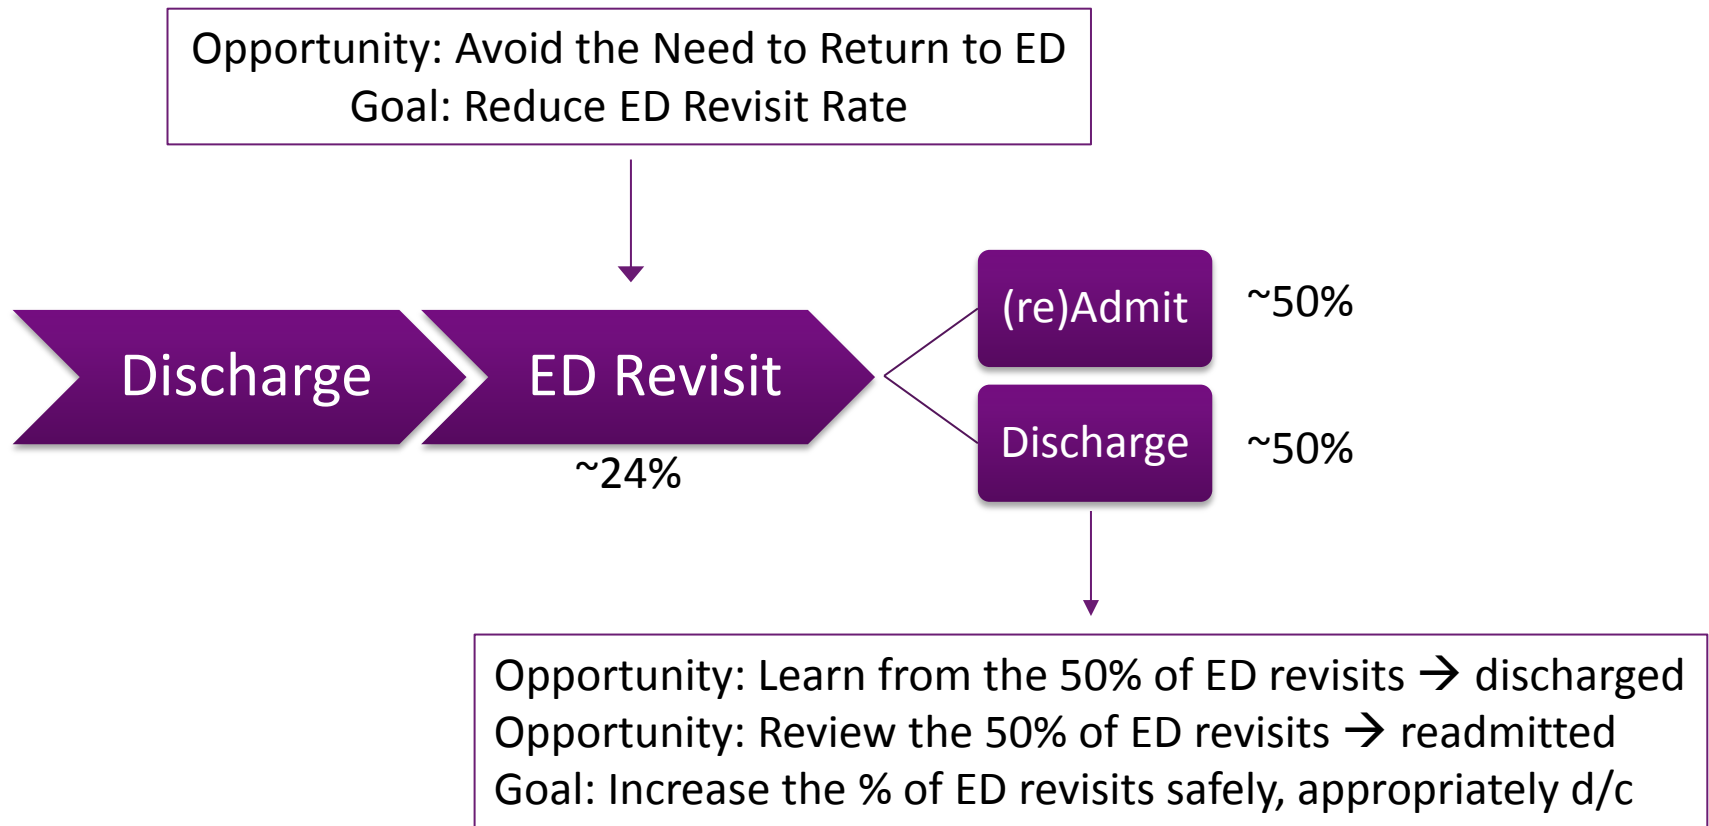 Opportunity: Avoid the Need to Return to ED
Goal: Reduce ED Revisit Rate
Discharge
ED Revisit
~24%
(re)Admit
~50%
Discharge
~50%
Opportunity: Learn from the 50% of ED revisits → discharged
Opportunity: Review the 50% of ED revisits → readmitted
Goal: Increase the % of ED revisits safely, appropriately d/c